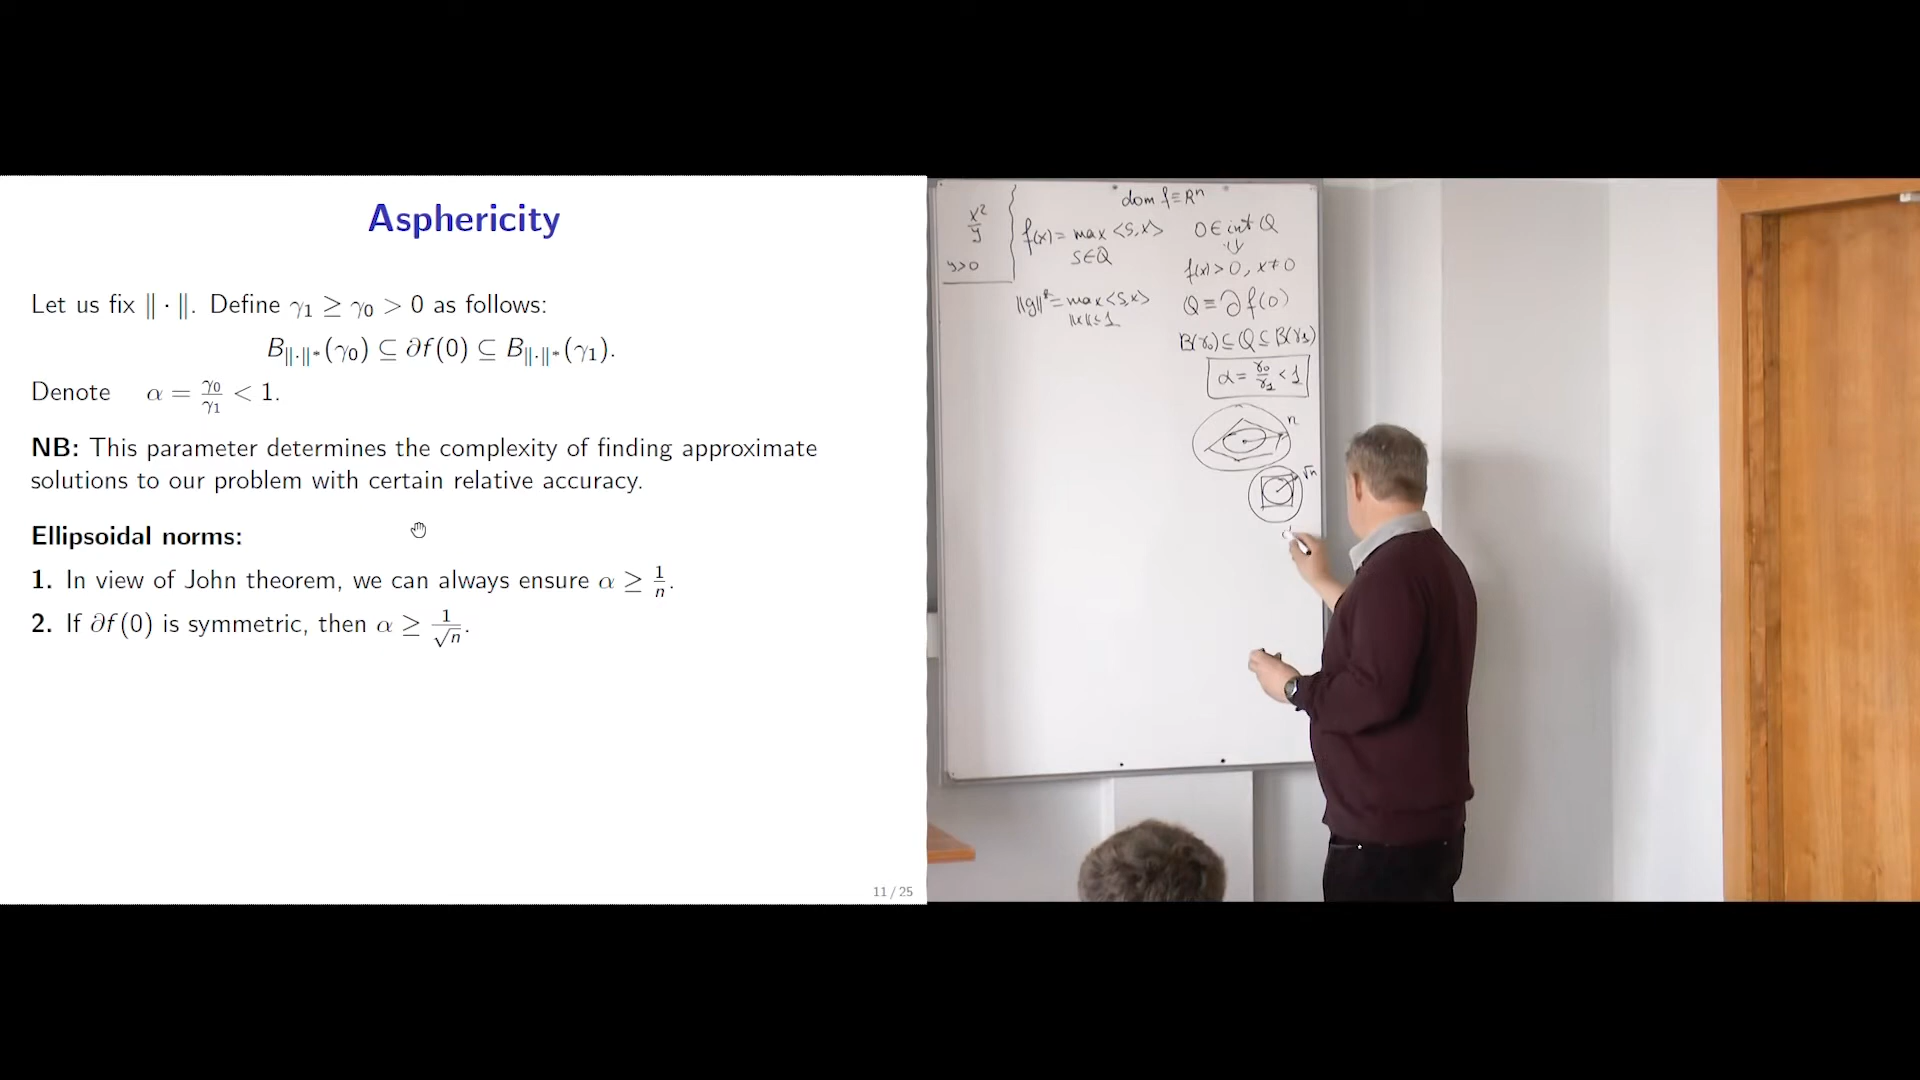 Asphericity
Let us fix ‖ · ‖. Define γ₁ ≥ γ₀ > 0 as follows:
B‖·‖*(γ₀) ⊆ ∂f(0) ⊆ B‖·‖*(γ₁).
Denote α = γ₀/γ₁ < 1.
NB: This parameter determines the complexity of finding approximate
solutions to our problem with certain relative accuracy.
Ellipsoidal norms:
1. In view of John theorem, we can always ensure α ≥ 1/n.
2. If ∂f(0) is symmetric, then α ≥ 1/√n.
11 / 25
x²/y
y>0
dom f ≡ Rⁿ
f(x) = max <s,x>
s∈Q
0 ∈ int Q
⇓
f(x) > 0, x ≠ 0
‖g‖* = max <s,x>
‖x‖≤1
Q ≡ ∂f(0)
B(γ₀) ⊆ Q ⊆ B(γ₁)
α = γ₀/γ₁ < 1
n
√n